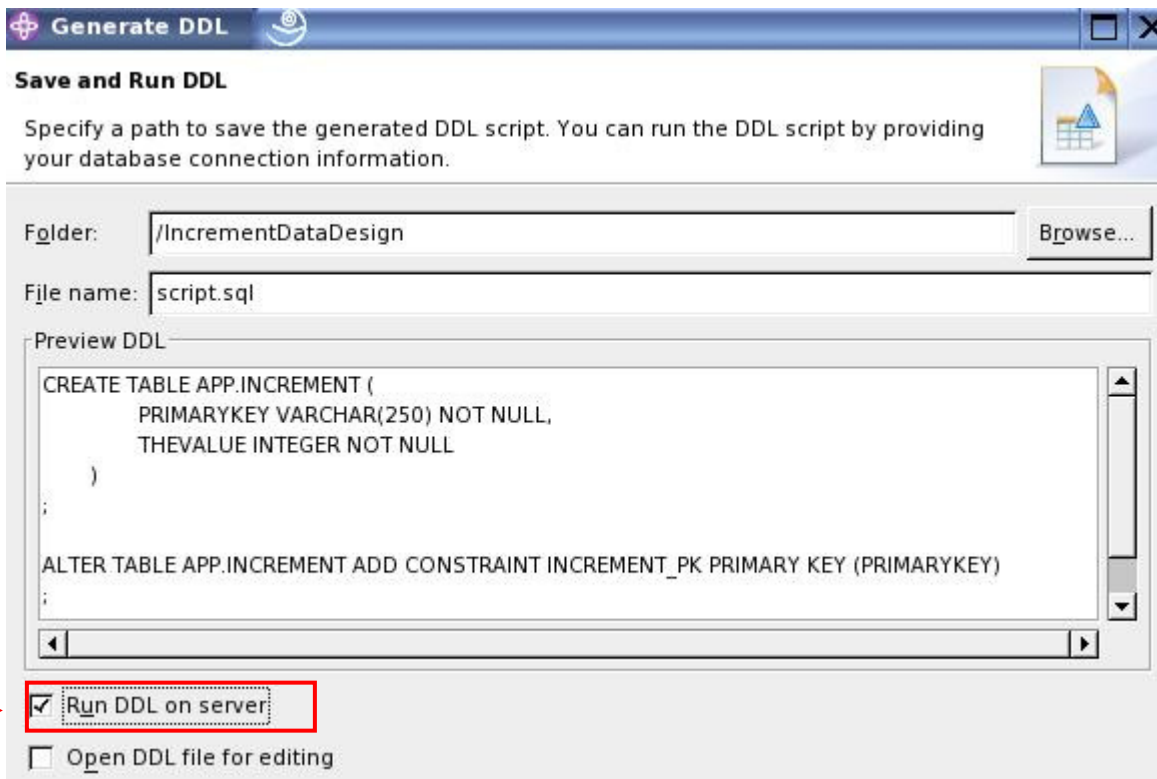 Generate DDL
Save and Run DDL
Specify a path to save the generated DDL script. You can run the DDL script by providing
your database connection information.
Folder: /IncrementDataDesign Browse...
File name: script.sql
Preview DDL
CREATE TABLE APP.INCREMENT (
PRIMARYKEY VARCHAR(250) NOT NULL,
THEVALUE INTEGER NOT NULL
)
;
ALTER TABLE APP.INCREMENT ADD CONSTRAINT INCREMENT_PK PRIMARY KEY (PRIMARYKEY)
;
Run DDL on server
Open DDL file for editing